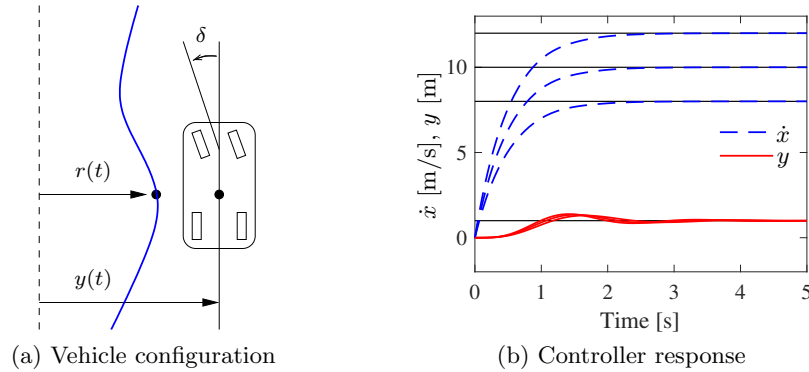 δ
r(t)
y(t)
(a) Vehicle configuration
ẋ [m/s], y [m]
10
5
0
ẋ
y
0 1 2 3 4 5
Time [s]
(b) Controller response